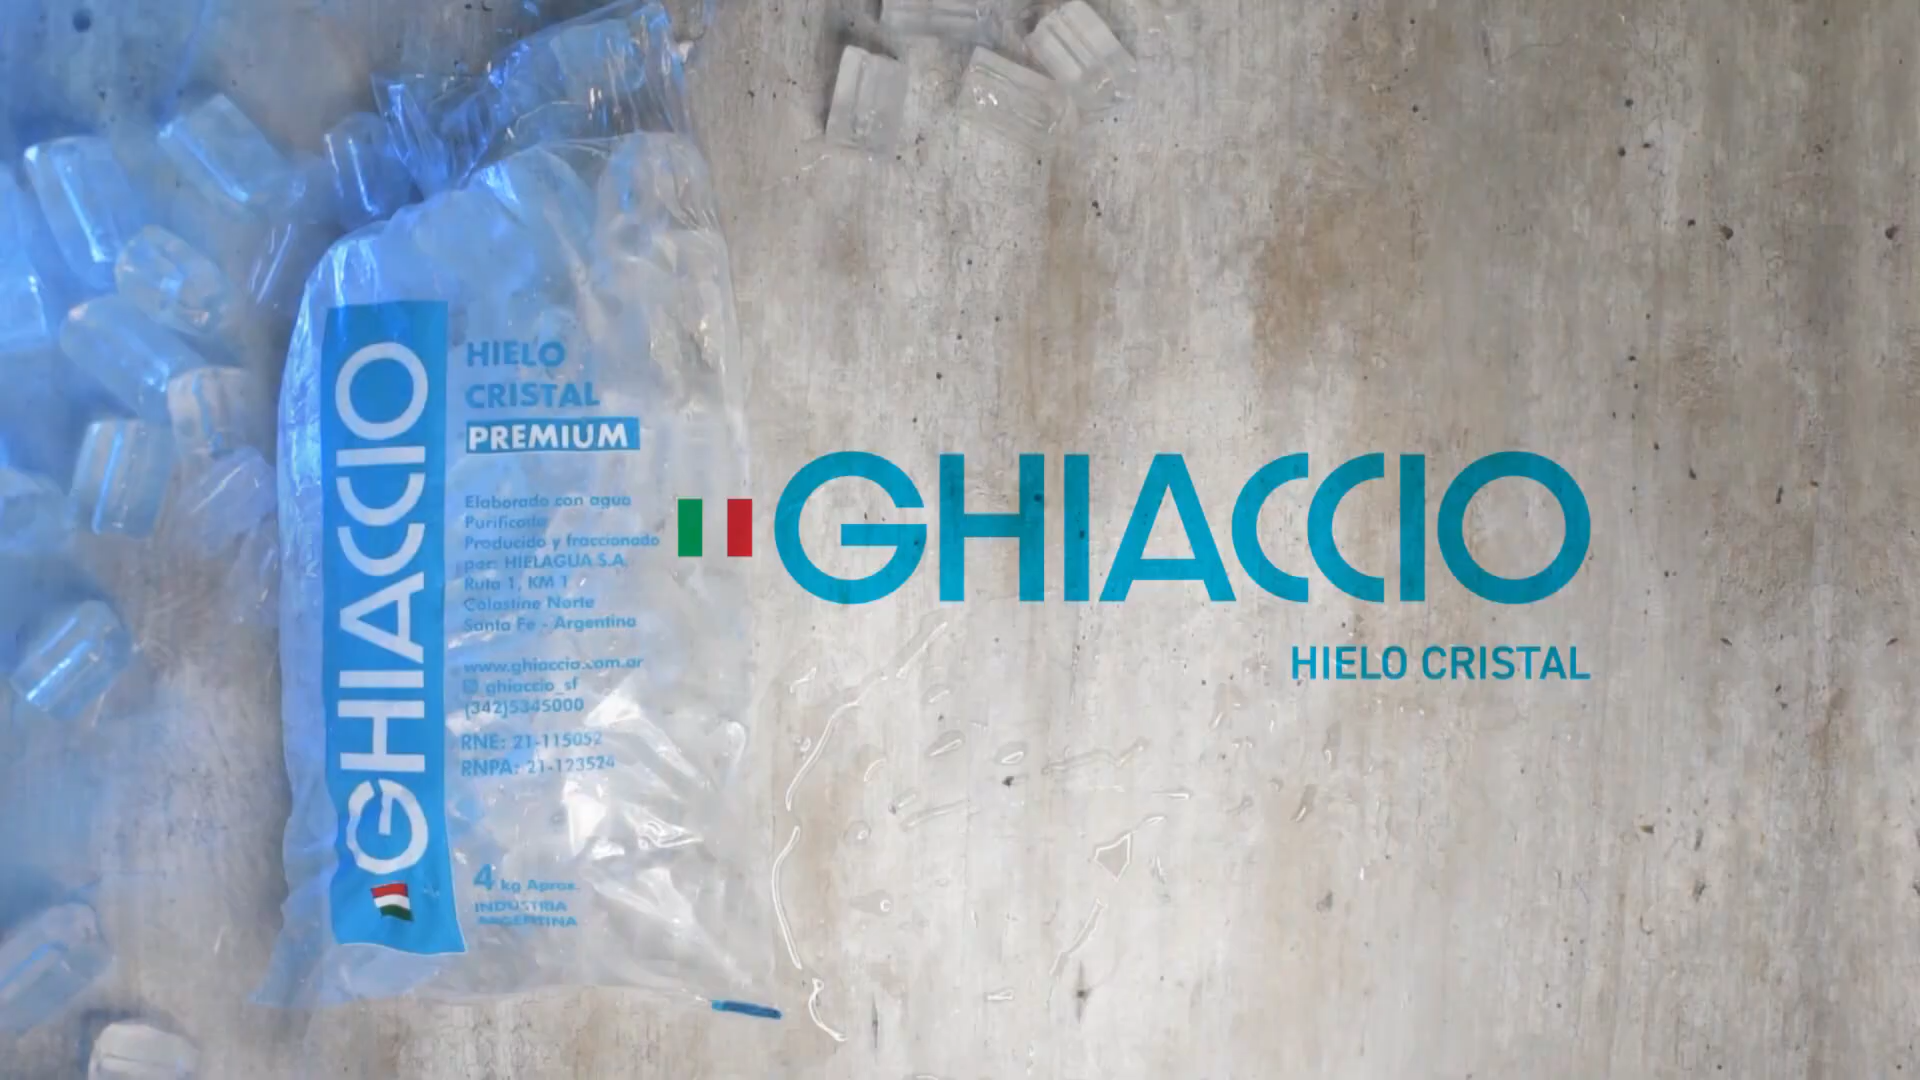 GHIACCIO
HIELO
CRISTAL
PREMIUM
Elaborado con agua
Purificada
Producido y fraccionado
por: HIELAGUA S.A.
Ruta 1, KM 1
Colastine Norte
Santa Fe - Argentina
www.ghiaccio.com.ar
ghiaccio_sf
(342)5345000
RNE: 21-115052
RNPA: 21-123524
4 kg Aprox.
INDUSTRIA
ARGENTINA
GHIACCIO
HIELO CRISTAL